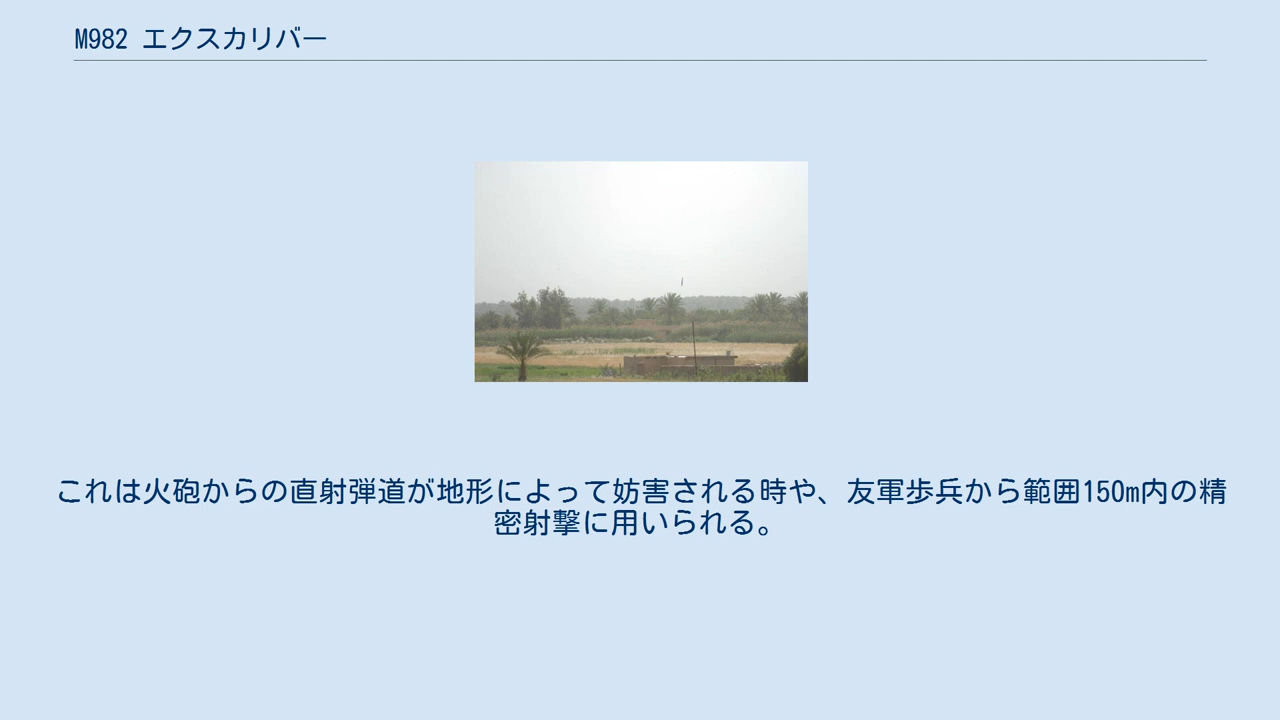 M982 エクスカリバー
これは火砲からの直射弾道が地形によって妨害される時や、友軍歩兵から範囲150m内の精
密射撃に用いられる。